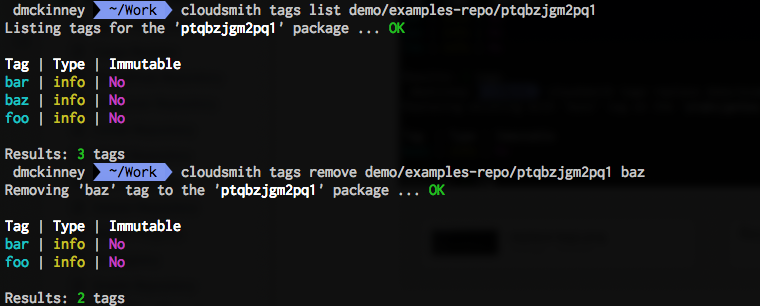 dmckinney ~/Work cloudsmith tags list demo/examples-repo/ptqbzjgm2pq1
Listing tags for the 'ptqbzjgm2pq1' package ... OK
Tag | Type | Immutable
bar | info | No
baz | info | No
foo | info | No
Results: 3 tags
dmckinney ~/Work cloudsmith tags remove demo/examples-repo/ptqbzjgm2pq1 baz
Removing 'baz' tag to the 'ptqbzjgm2pq1' package ... OK
Tag | Type | Immutable
bar | info | No
foo | info | No
Results: 2 tags